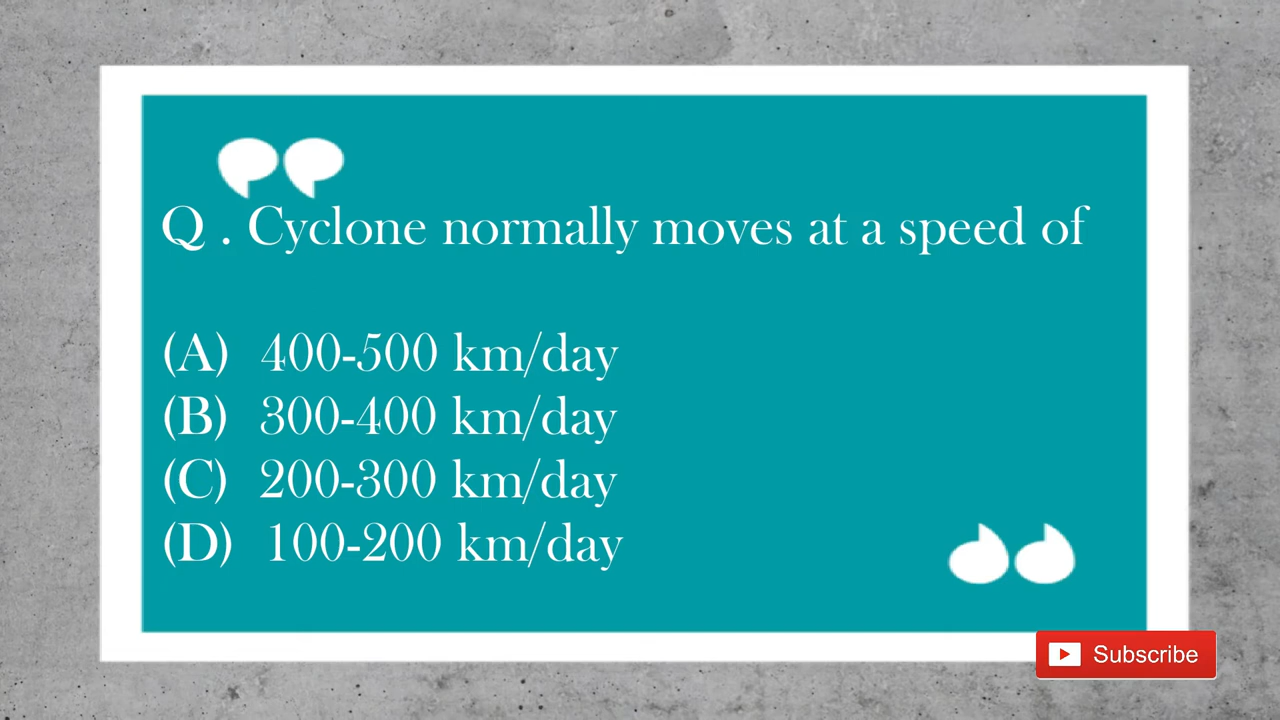 Q . Cyclone normally moves at a speed of
(A) 400-500 km/day
(B) 300-400 km/day
(C) 200-300 km/day
(D) 100-200 km/day
Subscribe